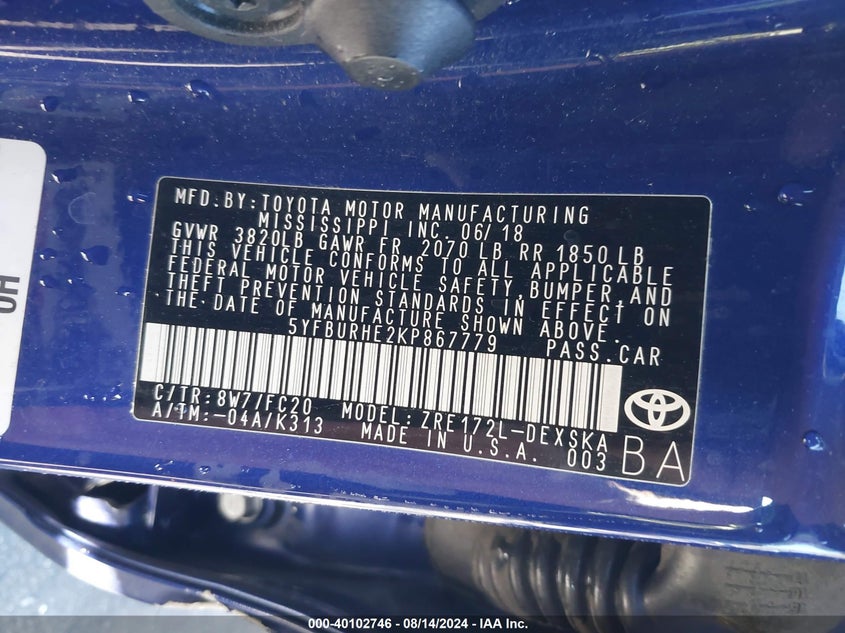 MFD. BY: TOYOTA MOTOR MANUFACTURING
MISSISSIPPI INC. 06/18
GVWR 3820LB GAWR FR 2070 LB, RR 1850 LB
THIS VEHICLE CONFORMS TO ALL APPLICABLE
FEDERAL MOTOR VEHICLE SAFETY, BUMPER, AND
THEFT PREVENTION STANDARDS IN EFFECT ON
THE DATE OF MANUFACTURE SHOWN ABOVE.
5YFBURHE2KP867779 PASS. CAR
C/TR: 8W7/FC20 MODEL: ZRE172L-DEXSKA
A/TM: -04A/K313 MADE IN U.S.A. 003 BA
000-40102746 - 08/14/2024 - IAA Inc.